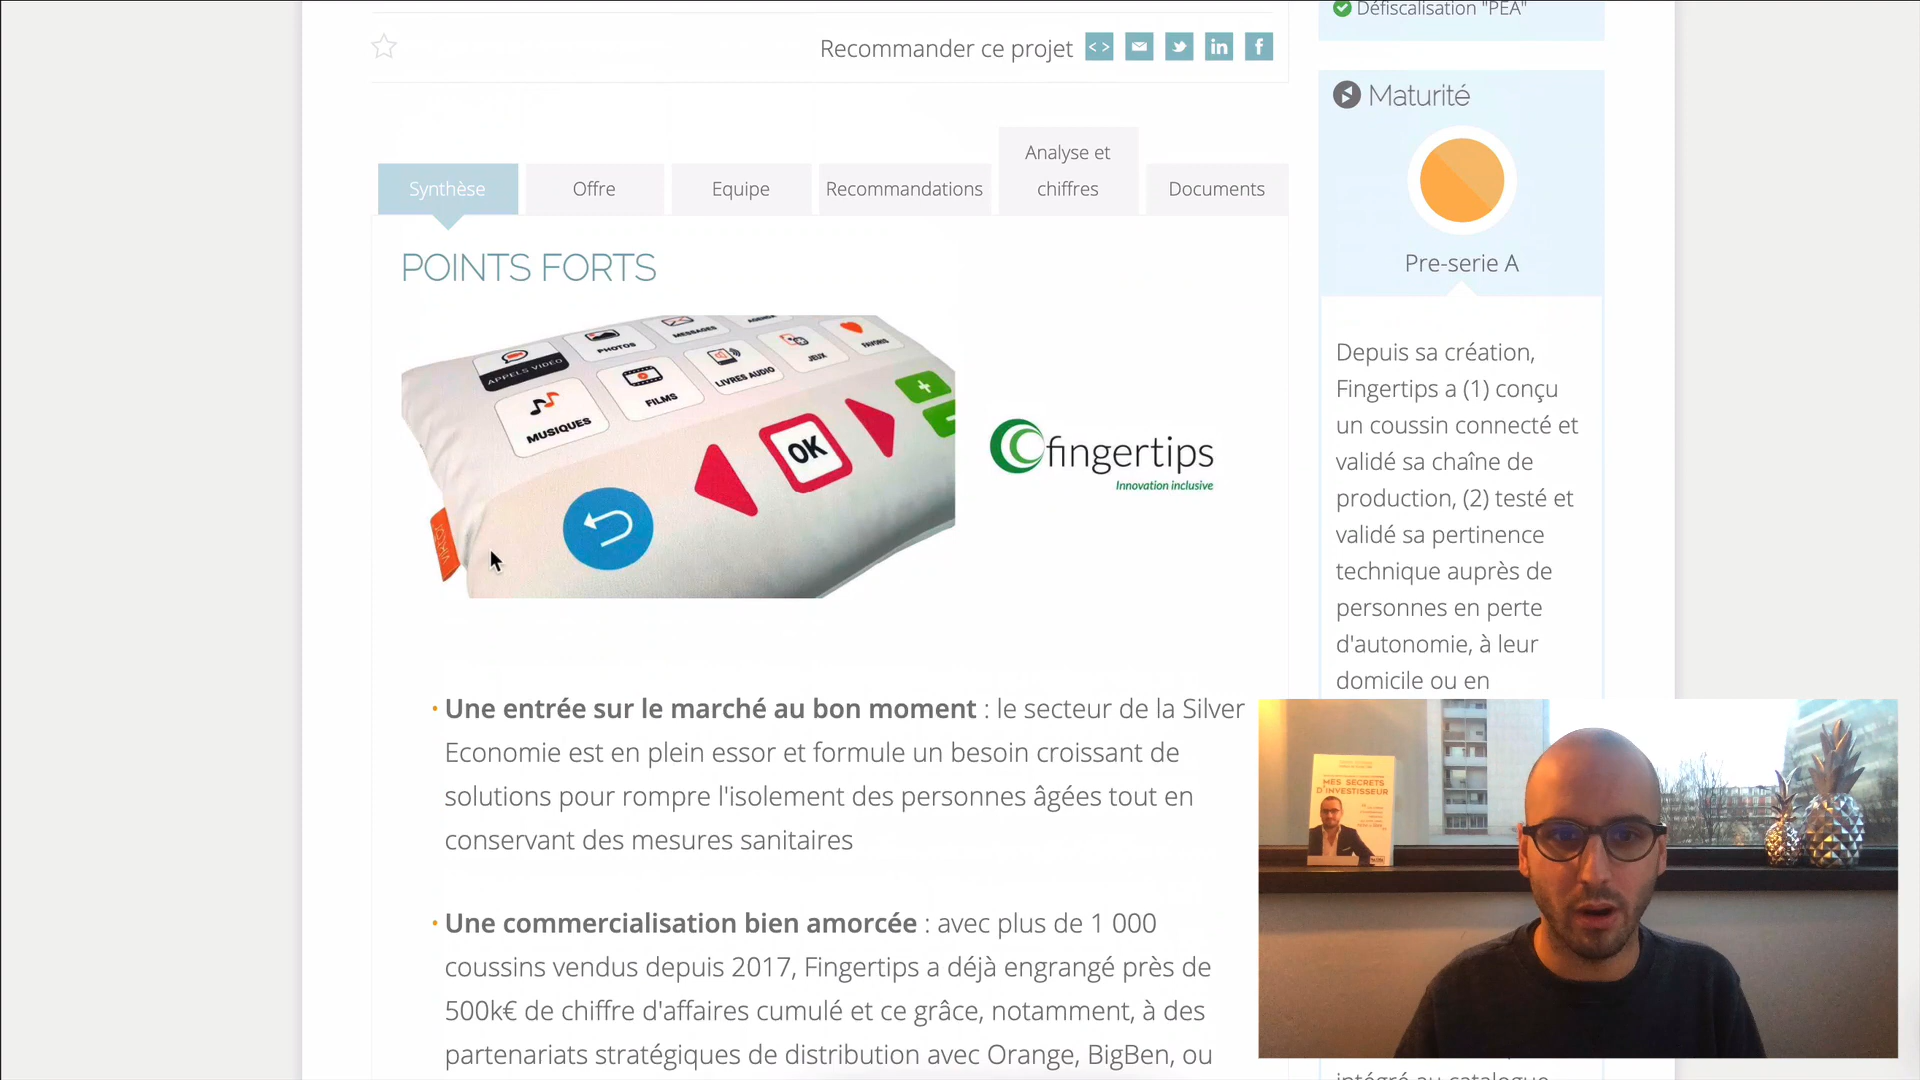 Défiscalisation "PEA"
Recommander ce projet
Maturité
Pre-serie A
Synthèse
Offre
Equipe
Recommandations
Analyse et
chiffres
Documents
POINTS FORTS
APPELS VIDÉO
PHOTOS
MESSAGES
AGENDA
MUSIQUES
FILMS
LIVRES AUDIO
JEUX
FAVORIS
OK
fingertips
Innovation inclusive
Depuis sa création,
Fingertips a (1) conçu
un coussin connecté et
validé sa chaîne de
production, (2) testé et
validé sa pertinence
technique auprès de
personnes en perte
d'autonomie, à leur
domicile ou en
intégré au catalogue
• Une entrée sur le marché au bon moment : le secteur de la Silver
Economie est en plein essor et formule un besoin croissant de
solutions pour rompre l'isolement des personnes âgées tout en
conservant des mesures sanitaires
• Une commercialisation bien amorcée : avec plus de 1 000
coussins vendus depuis 2017, Fingertips a déjà engrangé près de
500k€ de chiffre d'affaires cumulé et ce grâce, notamment, à des
partenariats stratégiques de distribution avec Orange, BigBen, ou
MES SECRETS
D'INVESTISSEUR